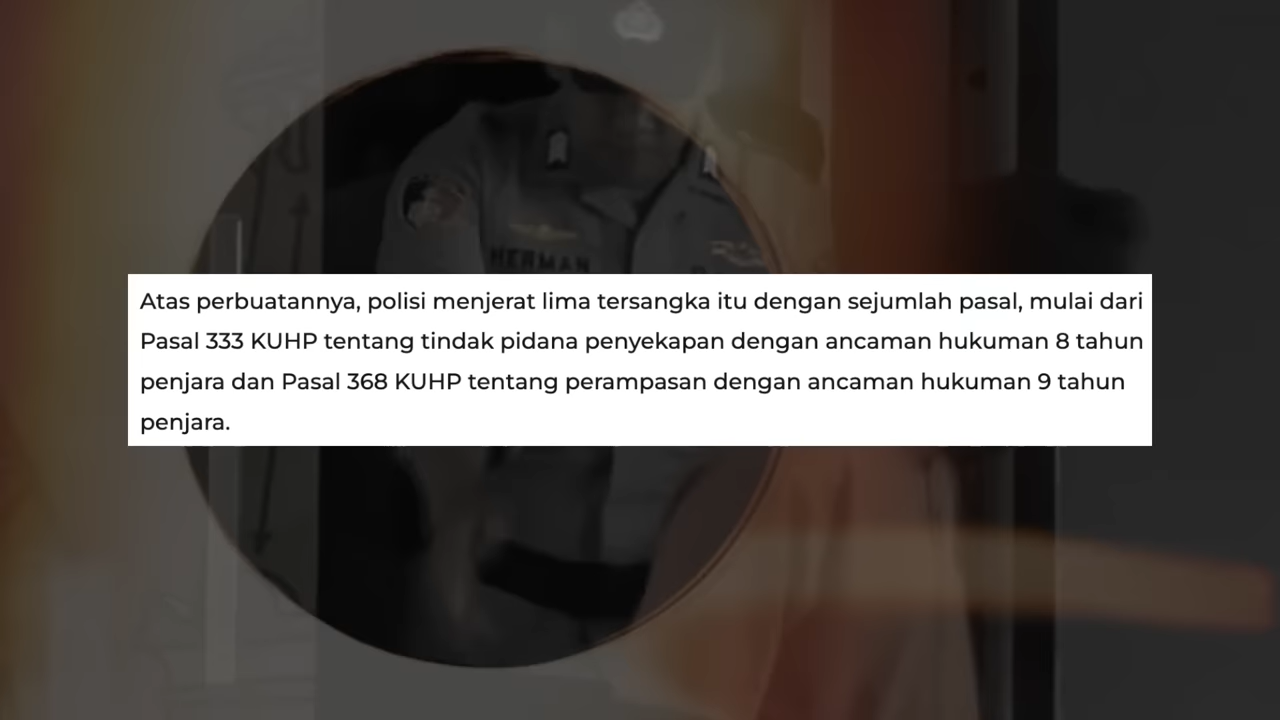 HERMAN
Atas perbuatannya, polisi menjerat lima tersangka itu dengan sejumlah pasal, mulai dari
Pasal 333 KUHP tentang tindak pidana penyekapan dengan ancaman hukuman 8 tahun
penjara dan Pasal 368 KUHP tentang perampasan dengan ancaman hukuman 9 tahun
penjara.